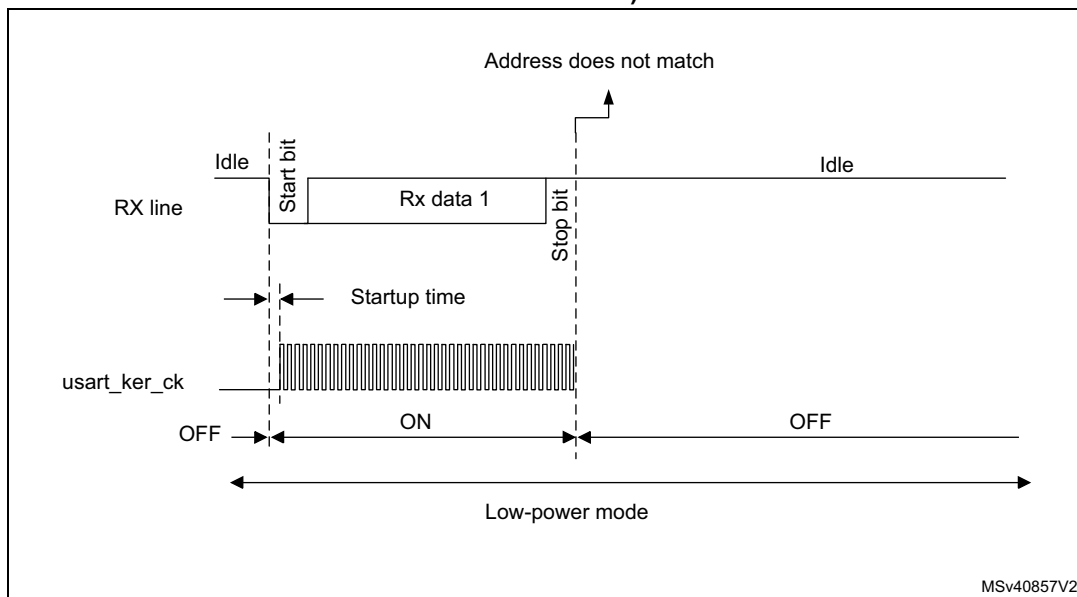 Address does not match
Idle
Start bit
Idle
RX line
Rx data 1
Stop bit
Startup time
usart_ker_ck
OFF
ON
OFF
Low-power mode
MSv40857V2